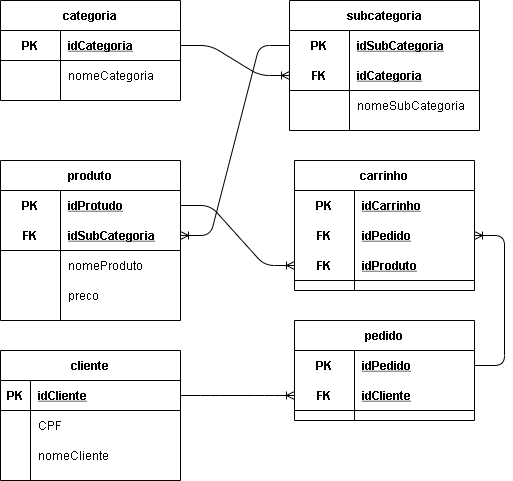 categoria
PK idCategoria
nomeCategoria
subcategoria
PK idSubCategoria
FK idCategoria
nomeSubCategoria
produto
PK idProtudo
FK idSubCategoria
nomeProduto
preco
carrinho
PK idCarrinho
FK idPedido
FK idProduto
cliente
PK idCliente
CPF
nomeCliente
pedido
PK idPedido
FK idCliente